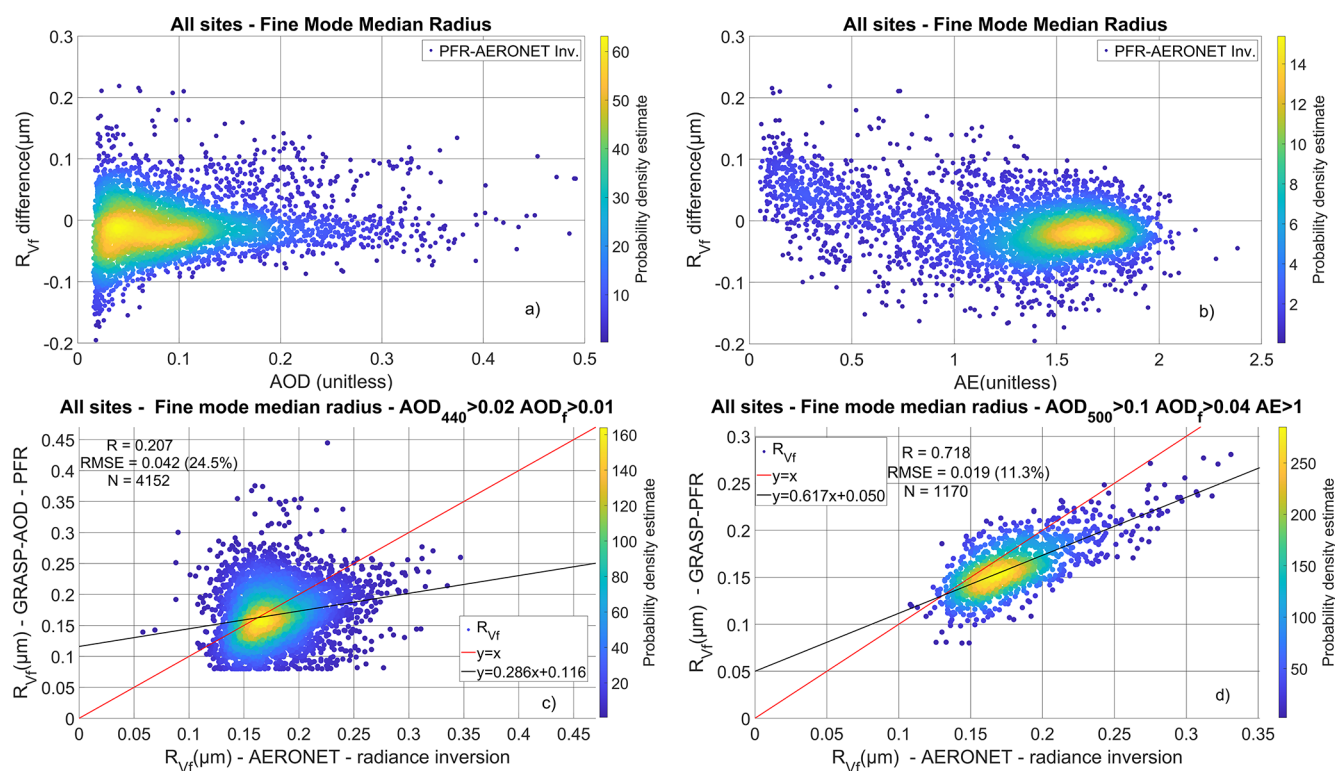 All sites - Fine Mode Median Radius
0.3
0.2
0.1
0
-0.1
-0.2
R_Vf difference(μm)
PFR-AERONET Inv.
a)
0
0.1
0.2
0.3
0.4
0.5
AOD (unitless)
60
50
40
30
20
10
Probability density estimate
All sites - Fine Mode Median Radius
0.3
0.2
0.1
0
-0.1
-0.2
R_Vf difference(μm)
PFR-AERONET Inv.
b)
0
0.5
1
1.5
2
2.5
AE(unitless)
14
12
10
8
6
4
2
Probability density estimate
All sites - Fine mode median radius - AOD_440>0.02 AOD_f>0.01
0.45
0.4
0.35
0.3
0.25
0.2
0.15
0.1
0.05
0
R_Vf(μm) - GRASP-AOD - PFR
R = 0.207
RMSE = 0.042 (24.5%)
N = 4152
R_Vf
y=x
y=0.286x+0.116
c)
0
0.05
0.1
0.15
0.2
0.25
0.3
0.35
0.4
0.45
R_Vf(μm) - AERONET - radiance inversion
160
140
120
100
80
60
40
20
Probability density estimate
All sites - Fine mode median radius - AOD_500>0.1 AOD_f>0.04 AE>1
0.3
0.25
0.2
0.15
0.1
0.05
0
R_Vf(μm) - GRASP-PFR
R_Vf
y=x
y=0.617x+0.050
R = 0.718
RMSE = 0.019 (11.3%)
N = 1170
d)
0
0.05
0.1
0.15
0.2
0.25
0.3
0.35
R_Vf(μm) - AERONET - radiance inversion
250
200
150
100
50
Probability density estimate